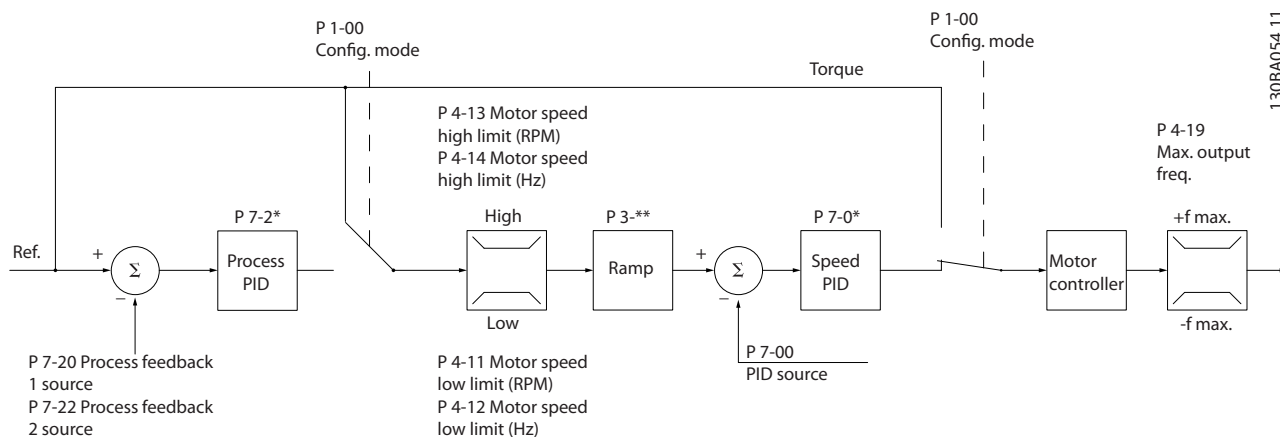 P 1-00
Config. mode
P 1-00
Config. mode
130BA054.11
Torque
P 4-13 Motor speed
high limit (RPM)
P 4-14 Motor speed
high limit (Hz)
P 4-19
Max. output
freq.
P 7-2*
High
P 3-**
P 7-0*
+f max.
Ref.
+
Σ
−
Process
PID
Ramp
+
Σ
−
Speed
PID
Motor
controller
Low
-f max.
P 7-20 Process feedback
1 source
P 7-22 Process feedback
2 source
P 4-11 Motor speed
low limit (RPM)
P 4-12 Motor speed
low limit (Hz)
P 7-00
PID source